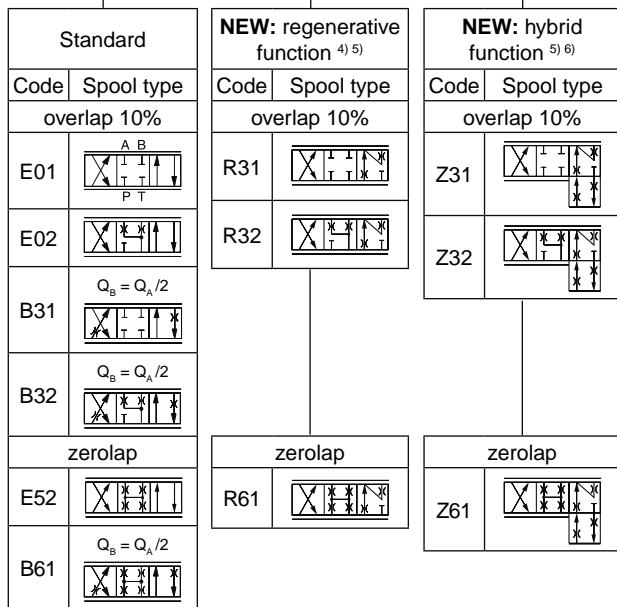 Standard
Code Spool type
overlap 10%
E01
A B
P T
E02
B31
Q_B = Q_A /2
B32
Q_B = Q_A /2
zerolap
E52
B61
Q_B = Q_A /2
NEW: regenerative
function 4) 5)
Code Spool type
overlap 10%
R31
R32
zerolap
R61
NEW: hybrid
function 5) 6)
Code Spool type
overlap 10%
Z31
Z32
zerolap
Z61